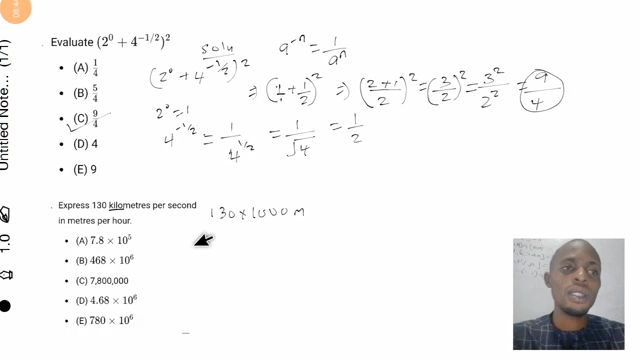 06:44
Untitled Note... (1/1)
1.0
Evaluate (2⁰ + 4^{-1/2})²
• (A) 1/4
• (B) 5/4
• (C) 9/4
• (D) 4
• (E) 9
solu
a^{-n} = 1/a^n
(2⁰ + 4^{-1/2})² ⇒ (1/1 + 1/2)² ⇒ ((2+1)/2)² = (3/2)² = 3²/2² = 9/4
2⁰ = 1
4^{-1/2} = 1/4^{1/2} = 1/√4 = 1/2
. Express 130 kilometres per second
in metres per hour.
130 × 1000 m
• (A) 7.8 × 10⁵
• (B) 468 × 10⁶
• (C) 7,800,000
• (D) 4.68 × 10⁶
• (E) 780 × 10⁶